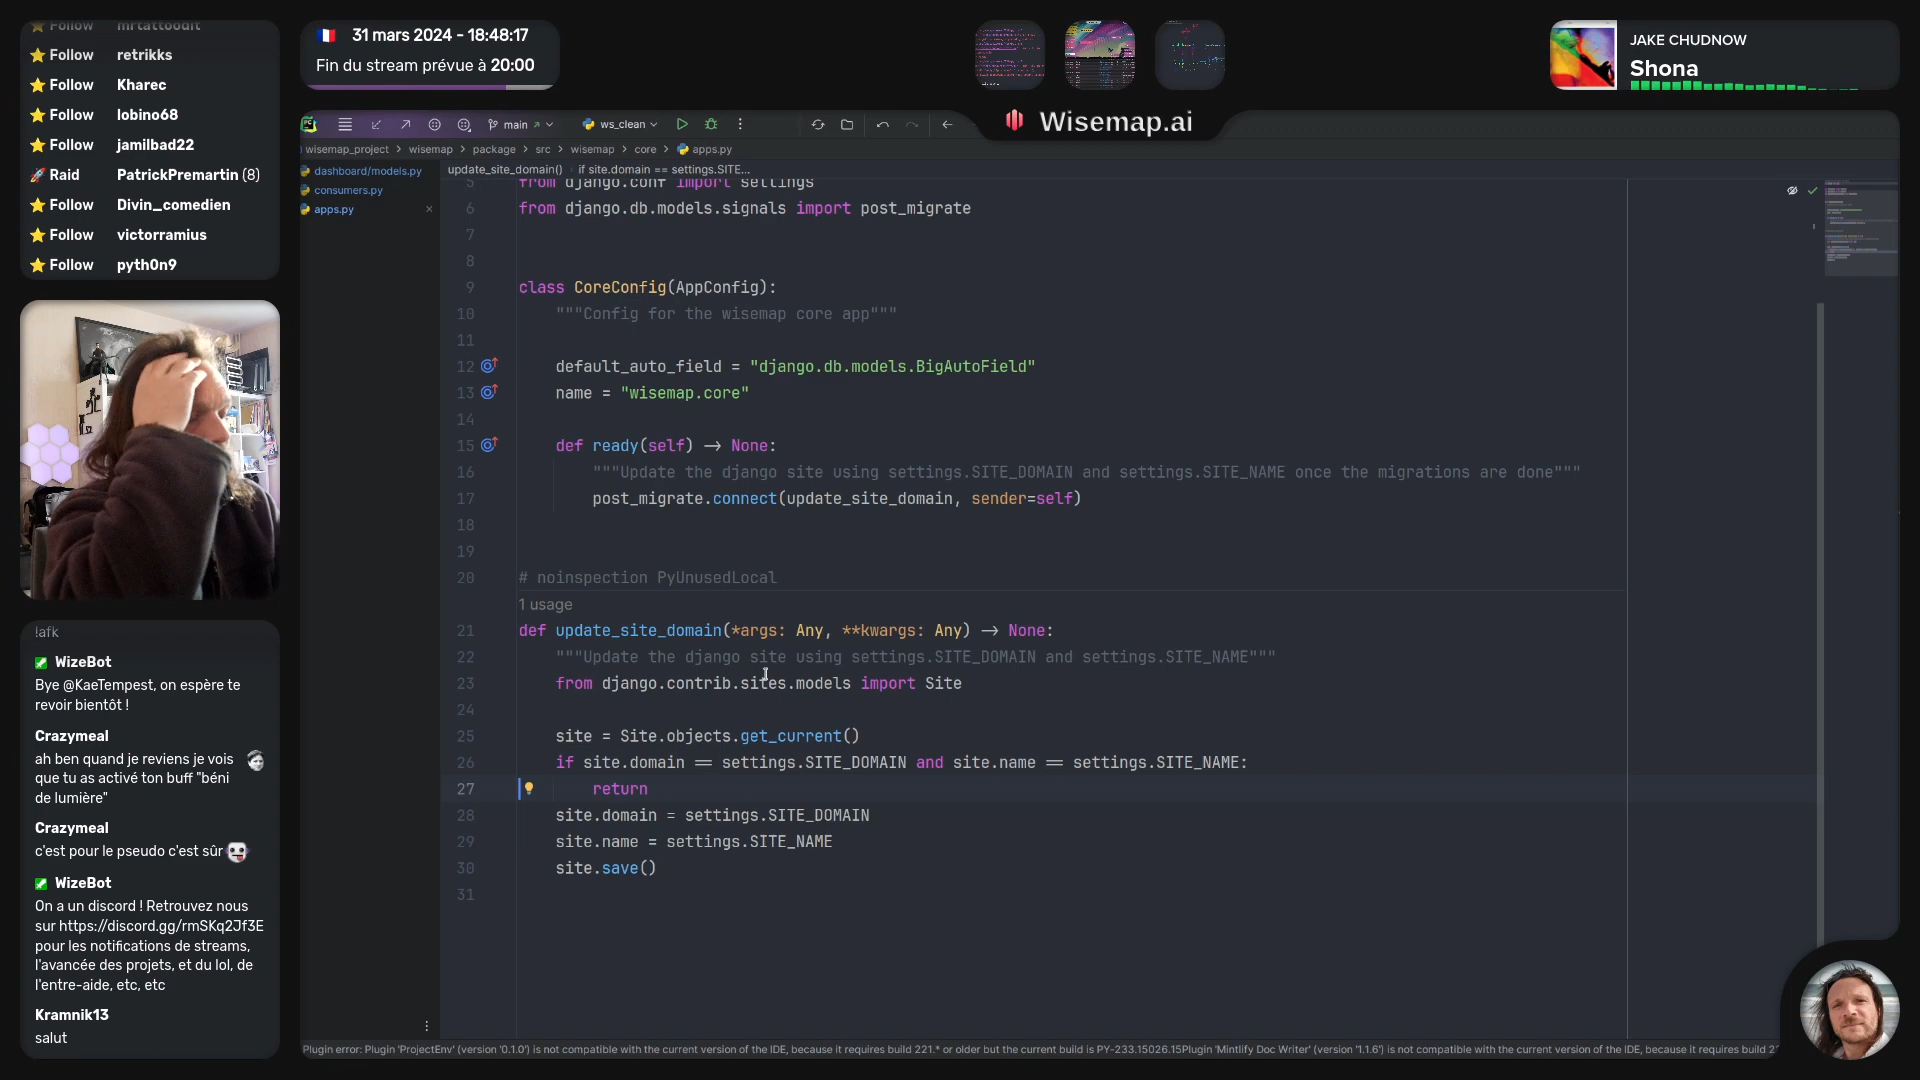 Follow mrtattoodit
Follow retrikks
Follow Kharec
Follow lobino68
Follow jamilbad22
Raid PatrickPremartin (8)
Follow Divin_comedien
Follow victorramius
Follow pyth0n9
31 mars 2024 - 18:48:17
Fin du stream prévue à 20:00
JAKE CHUDNOW
Shona
Wisemap.ai
main
ws_clean
wisemap_project > wisemap > package > src > wisemap > core > apps.py
dashboard/models.py
consumers.py
apps.py
update_site_domain() > if site.domain == settings.SITE...
5 from django.conf import settings
6 from django.db.models.signals import post_migrate
7
8
9 class CoreConfig(AppConfig):
10 """Config for the wisemap core app"""
11
12 default_auto_field = "django.db.models.BigAutoField"
13 name = "wisemap.core"
14
15 def ready(self) -> None:
16 """Update the django site using settings.SITE_DOMAIN and settings.SITE_NAME once the migrations are done"""
17 post_migrate.connect(update_site_domain, sender=self)
18
19
20 # noinspection PyUnusedLocal
1 usage
21 def update_site_domain(*args: Any, **kwargs: Any) -> None:
22 """Update the django site using settings.SITE_DOMAIN and settings.SITE_NAME"""
23 from django.contrib.sites.models import Site
24
25 site = Site.objects.get_current()
26 if site.domain == settings.SITE_DOMAIN and site.name == settings.SITE_NAME:
27 return
28 site.domain = settings.SITE_DOMAIN
29 site.name = settings.SITE_NAME
30 site.save()
31
!afk
WizeBot
Bye @KaeTempest, on espère te
revoir bientôt !
Crazymeal
ah ben quand je reviens je vois
que tu as activé ton buff "béni
de lumière"
Crazymeal
c'est pour le pseudo c'est sûr
WizeBot
On a un discord ! Retrouvez nous
sur https://discord.gg/rmSKq2Jf3E
pour les notifications de streams,
l'avancée des projets, et du lol, de
l'entre-aide, etc, etc
Kramnik13
salut
Plugin error: Plugin 'ProjectEnv' (version '0.1.0') is not compatible with the current version of the IDE, because it requires build 221.* or older but the current build is PY-233.15026.15Plugin 'Mintlify Doc Writer' (version '1.1.6') is not compatible with the current version of the IDE, because it requires build